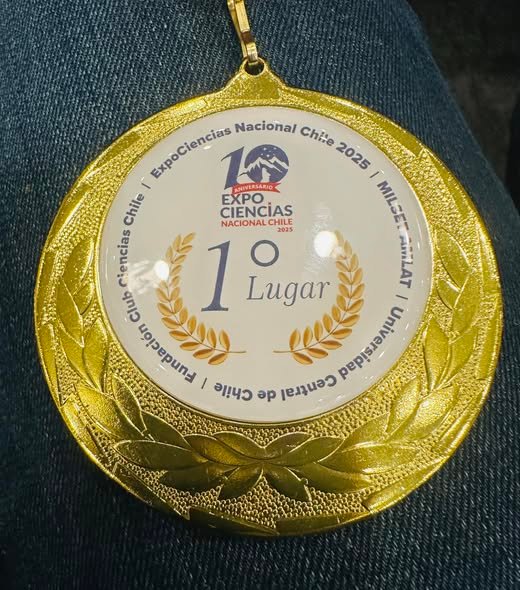 ExpoCiencias Nacional Chile 2025 | MILSET AMLAT | Universidad Central de Chile | Fundación Club Ciencias Chile |
10
ANIVERSARIO
EXPO
CIENCIAS
NACIONAL CHILE
2025
1° Lugar